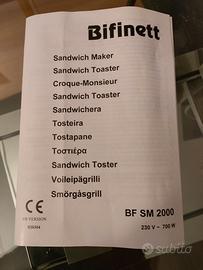 Bifinett
Sandwich Maker
Sandwich Toaster
Croque-Monsieur
Sandwich Toaster
Sandwichera
Tosteira
Tostapane
Τοστιέρα
Sandwich Toster
Voileipägrilli
Smörgåsgrill
CE
BF SM 2000
230 V ~ 700 W
subito